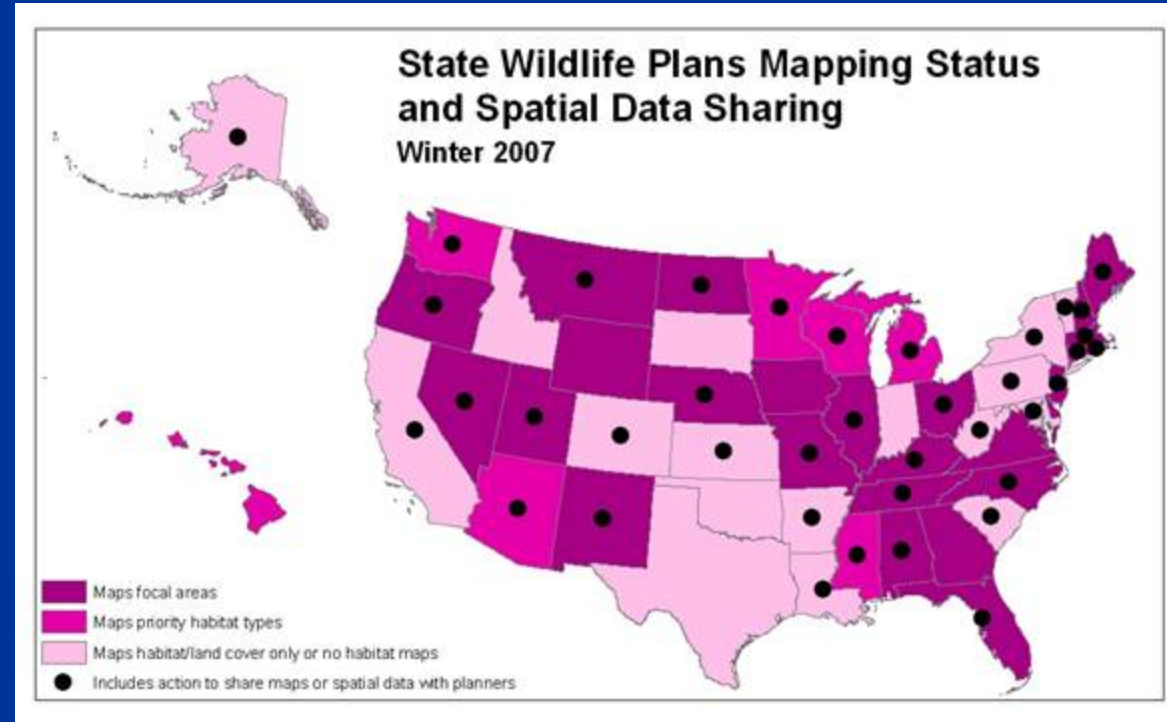 State Wildlife Plans Mapping Status
and Spatial Data Sharing
Winter 2007
Maps focal areas
Maps priority habitat types
Maps habitat/land cover only or no habitat maps
Includes action to share maps or spatial data with planners